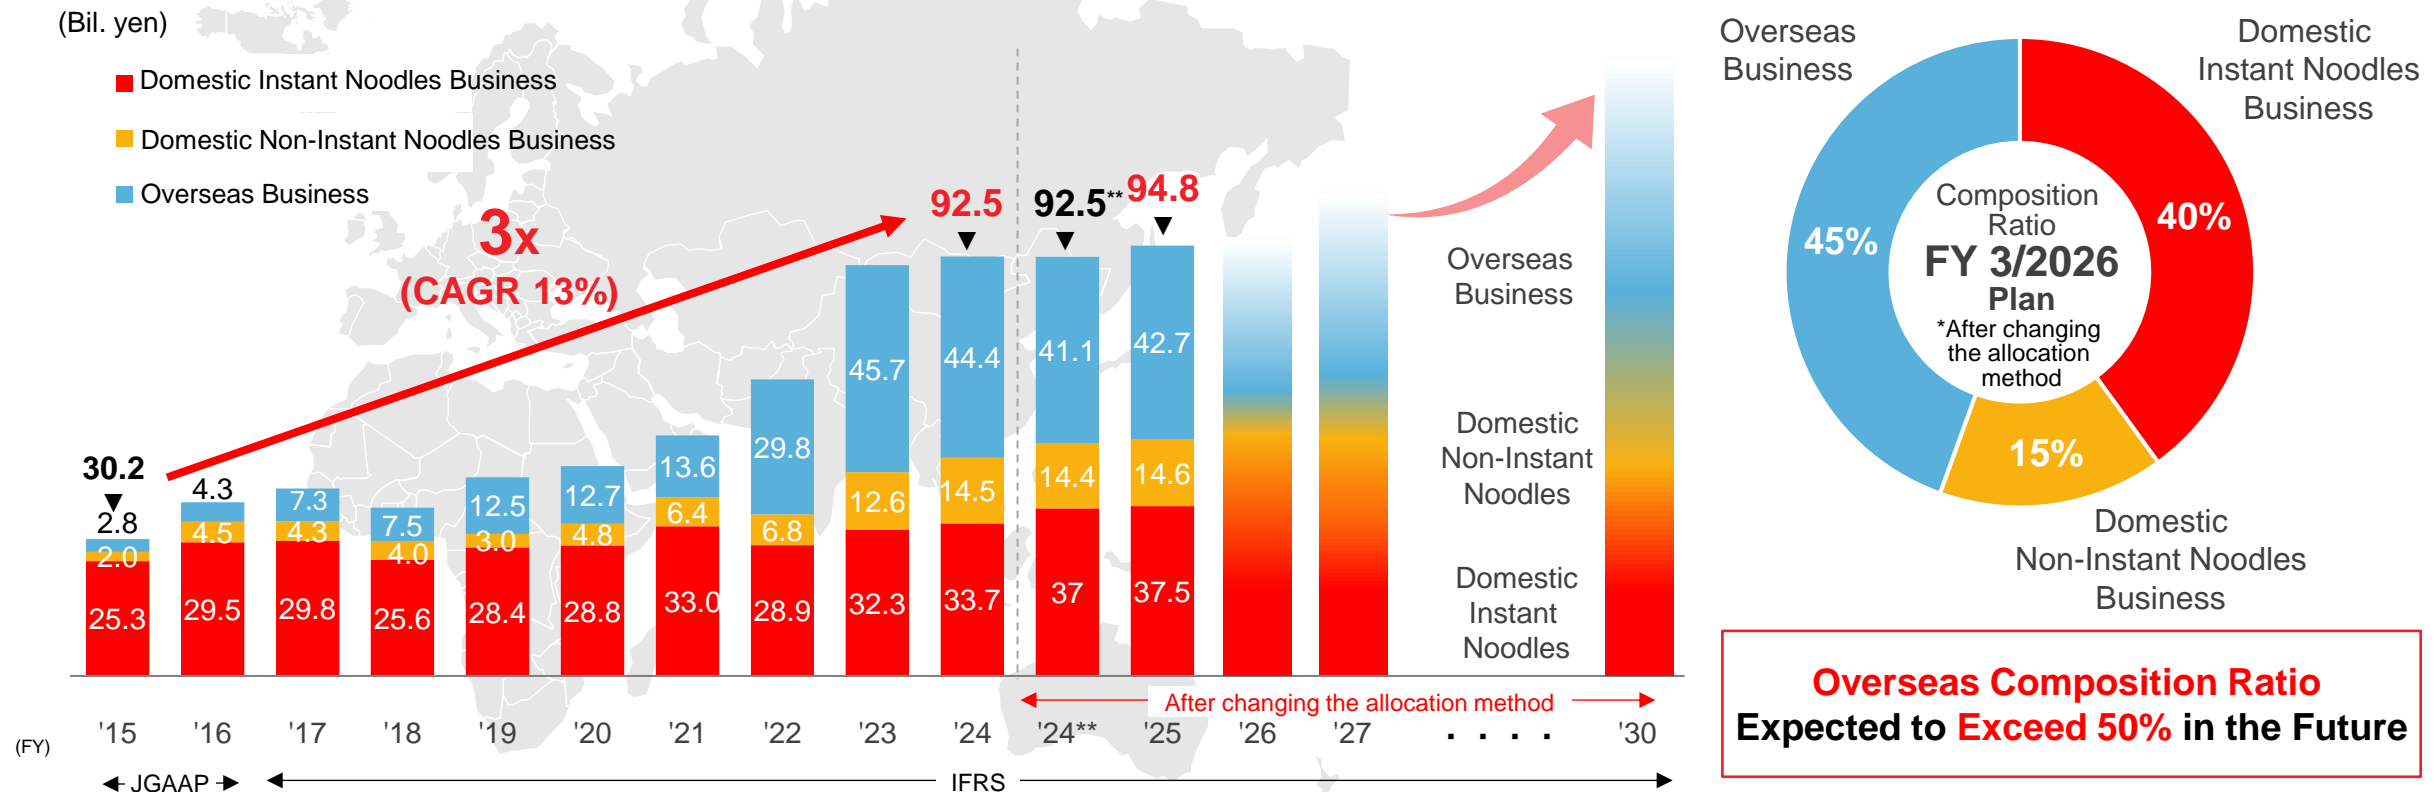 (Bil. yen)
Domestic Instant Noodles Business
Domestic Non-Instant Noodles Business
Overseas Business
3x
(CAGR 13%)
30.2
▼
2.8
2.0
25.3
4.3
4.5
29.5
7.3
4.3
29.8
7.5
4.0
25.6
12.5
3.0
28.4
12.7
4.8
28.8
13.6
6.4
33.0
29.8
6.8
28.9
45.7
12.6
32.3
92.5
▼
44.4
14.5
33.7
92.5**
▼
41.1
14.4
37
94.8
▼
42.7
14.6
37.5
Overseas
Business
Domestic
Non-Instant
Noodles
Domestic
Instant
Noodles
After changing the allocation method
(FY)
'15 '16 '17 '18 '19 '20 '21 '22 '23 '24 '24** '25 '26 '27 . . . . '30
JGAAP
IFRS
Overseas
Business
Domestic
Instant Noodles
Business
45%
40%
15%
Composition
Ratio
FY 3/2026
Plan
*After changing
the allocation
method
Domestic
Non-Instant Noodles
Business
Overseas Composition Ratio
Expected to Exceed 50% in the Future